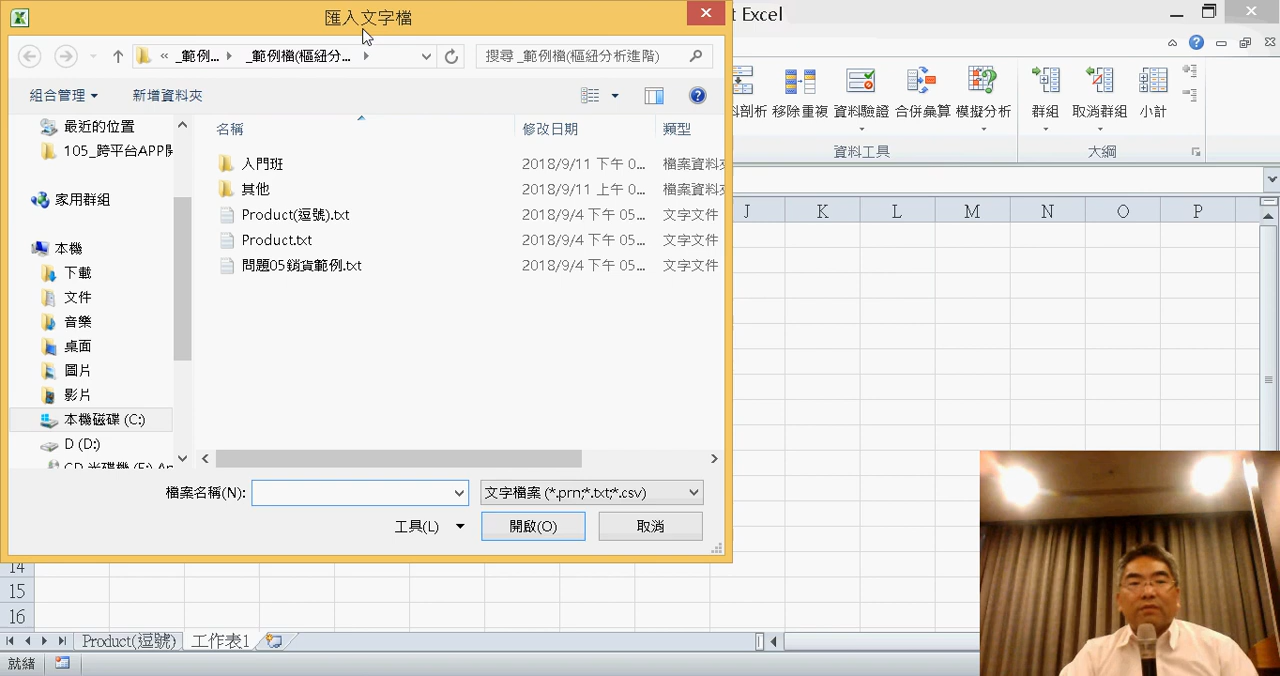 匯入文字檔
t Excel
« _範例... ▸ _範例檔(樞紐分... ▸
搜尋 _範例檔(樞紐分析進階)
組合管理
新增資料夾
名稱 修改日期 類型
最近的位置
105_跨平台APP開
家用群組
本機
下載
文件
音樂
桌面
圖片
影片
本機磁碟 (C:)
D (D:)
入門班 2018/9/11 下午 0... 檔案資料夾
其他 2018/9/11 上午 0... 檔案資料夾
Product(逗號).txt 2018/9/4 下午 05... 文字文件
Product.txt 2018/9/4 下午 05... 文字文件
問題05銷貨範例.txt 2018/9/4 下午 05... 文字文件
檔案名稱(N):
文字檔案 (*.prn;*.txt;*.csv)
工具(L)
開啟(O)
取消
料剖析 移除重複 資料驗證 合併彙算 模擬分析
資料工具
群組 取消群組 小計
大綱
J K L M N O P
14
15
16
Product(逗號) 工作表1
就緒